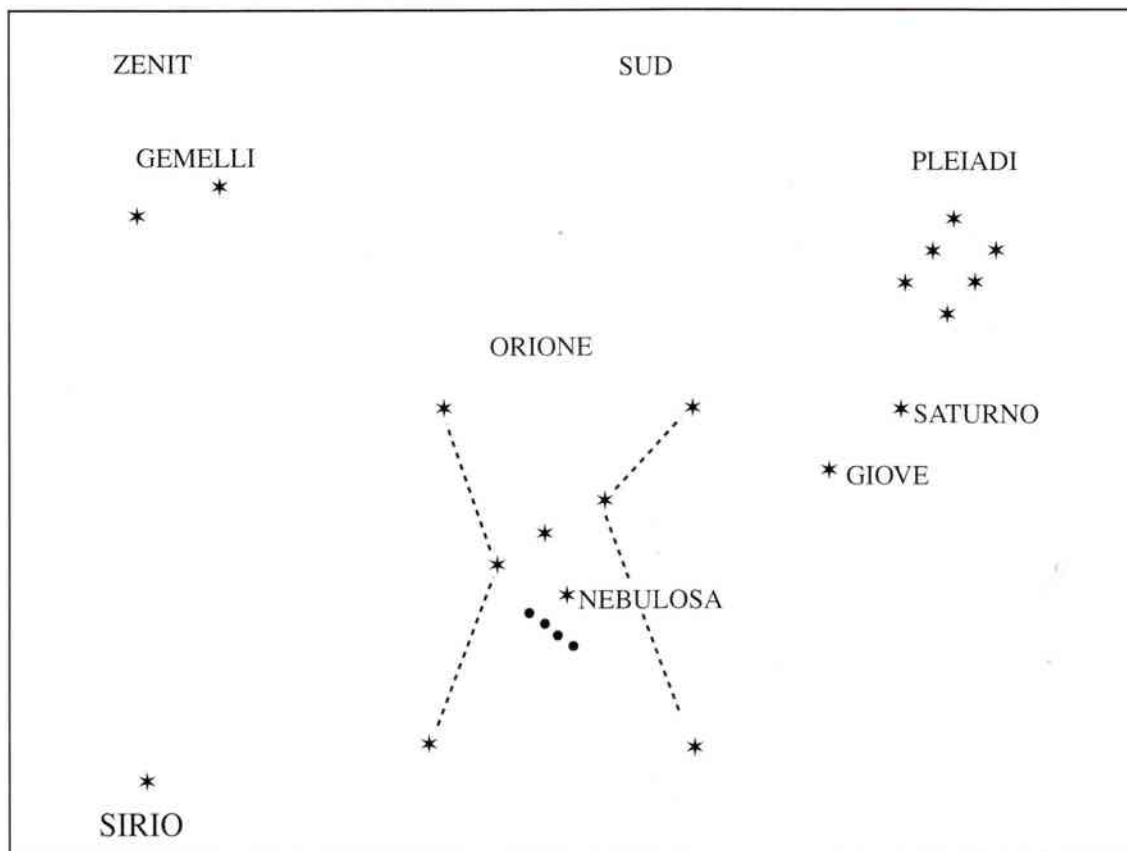 ZENIT
SUD
GEMELLI
PLEIADI
ORIONE
SATURNO
GIOVE
NEBULOSA
SIRIO